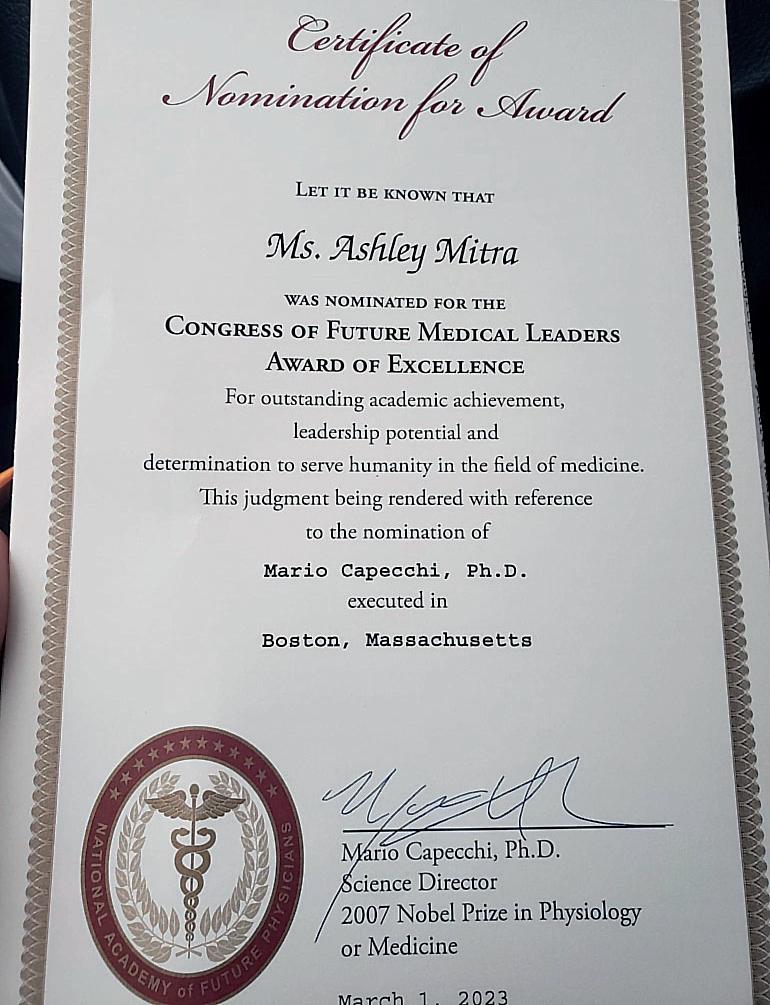 Certificate of
Nomination for Award
Let it be known that
Ms. Ashley Mitra
was nominated for the
Congress of Future Medical Leaders
Award of Excellence
For outstanding academic achievement,
leadership potential and
determination to serve humanity in the field of medicine.
This judgment being rendered with reference
to the nomination of
Mario Capecchi, Ph.D.
executed in
Boston, Massachusetts
NATIONAL ACADEMY of FUTURE PHYSICIANS
Mario Capecchi, Ph.D.
Science Director
2007 Nobel Prize in Physiology
or Medicine
March 1, 2023